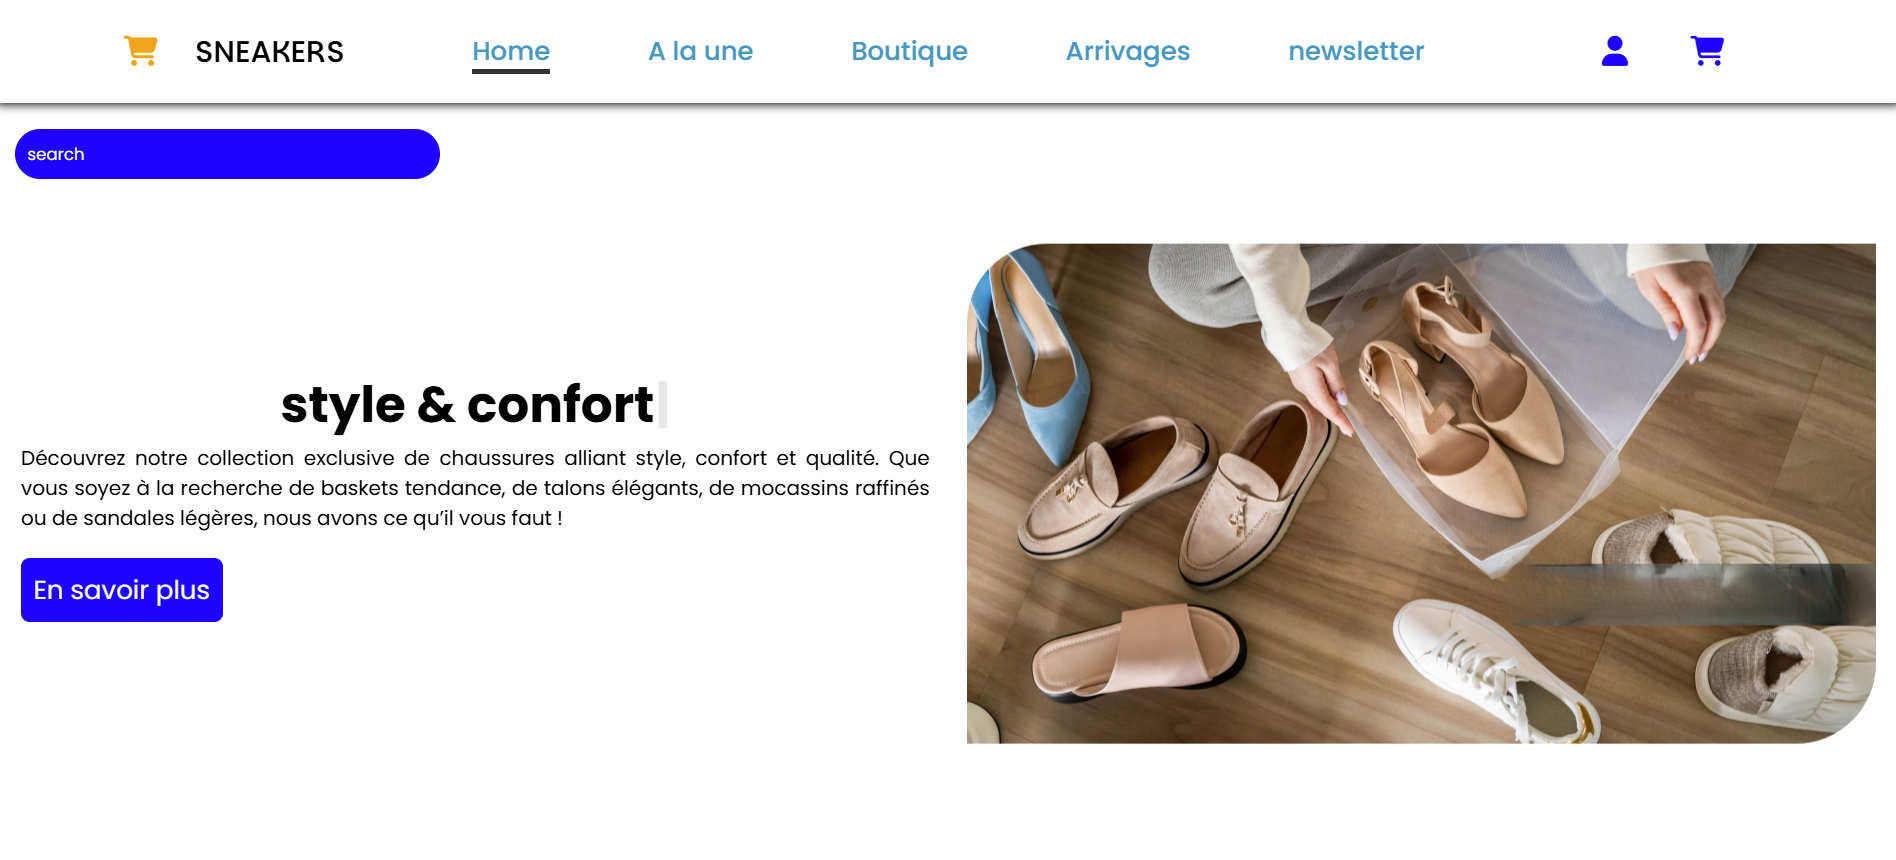 SNEAKERS
Home
A la une
Boutique
Arrivages
newsletter
search
style & confort
Découvrez notre collection exclusive de chaussures alliant style, confort et qualité. Que
vous soyez à la recherche de baskets tendance, de talons élégants, de mocassins raffinés
ou de sandales légères, nous avons ce qu’il vous faut !
En savoir plus